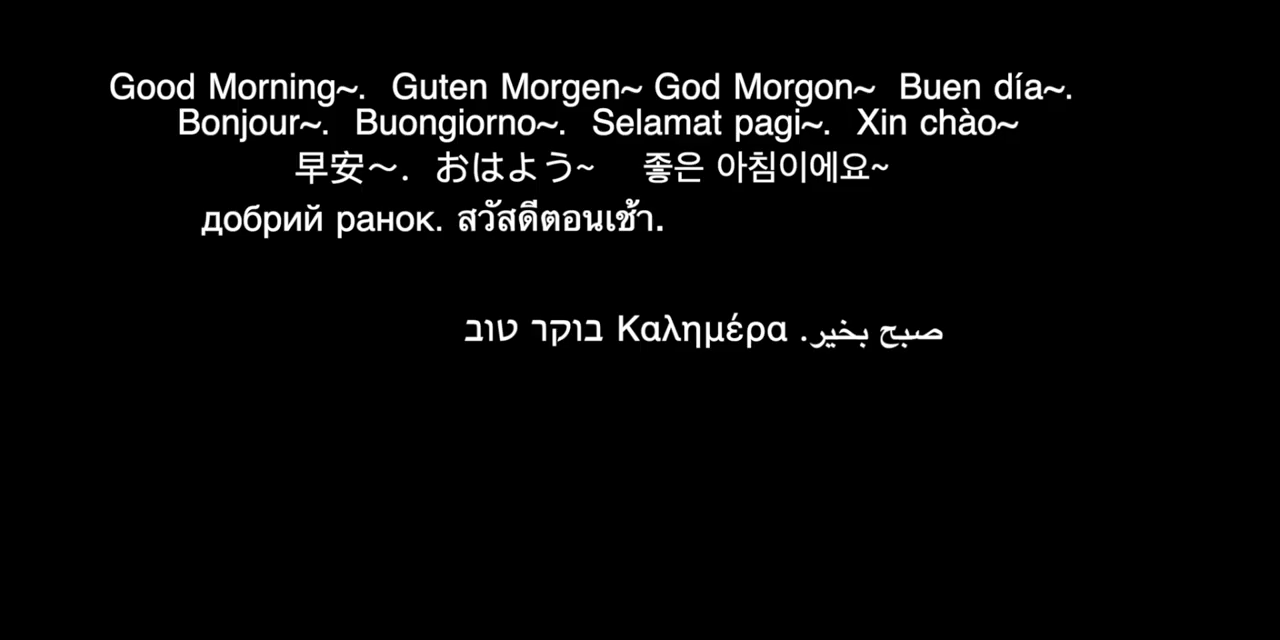 Good Morning~. Guten Morgen~ God Morgon~ Buen día~.
Bonjour~. Buongiorno~. Selamat pagi~. Xin chào~
早安～. おはよう~ 좋은 아침이에요~
добрий ранок. สวัสดีตอนเช้า.
צבח בخير. Καλημέρα בוקר טוב